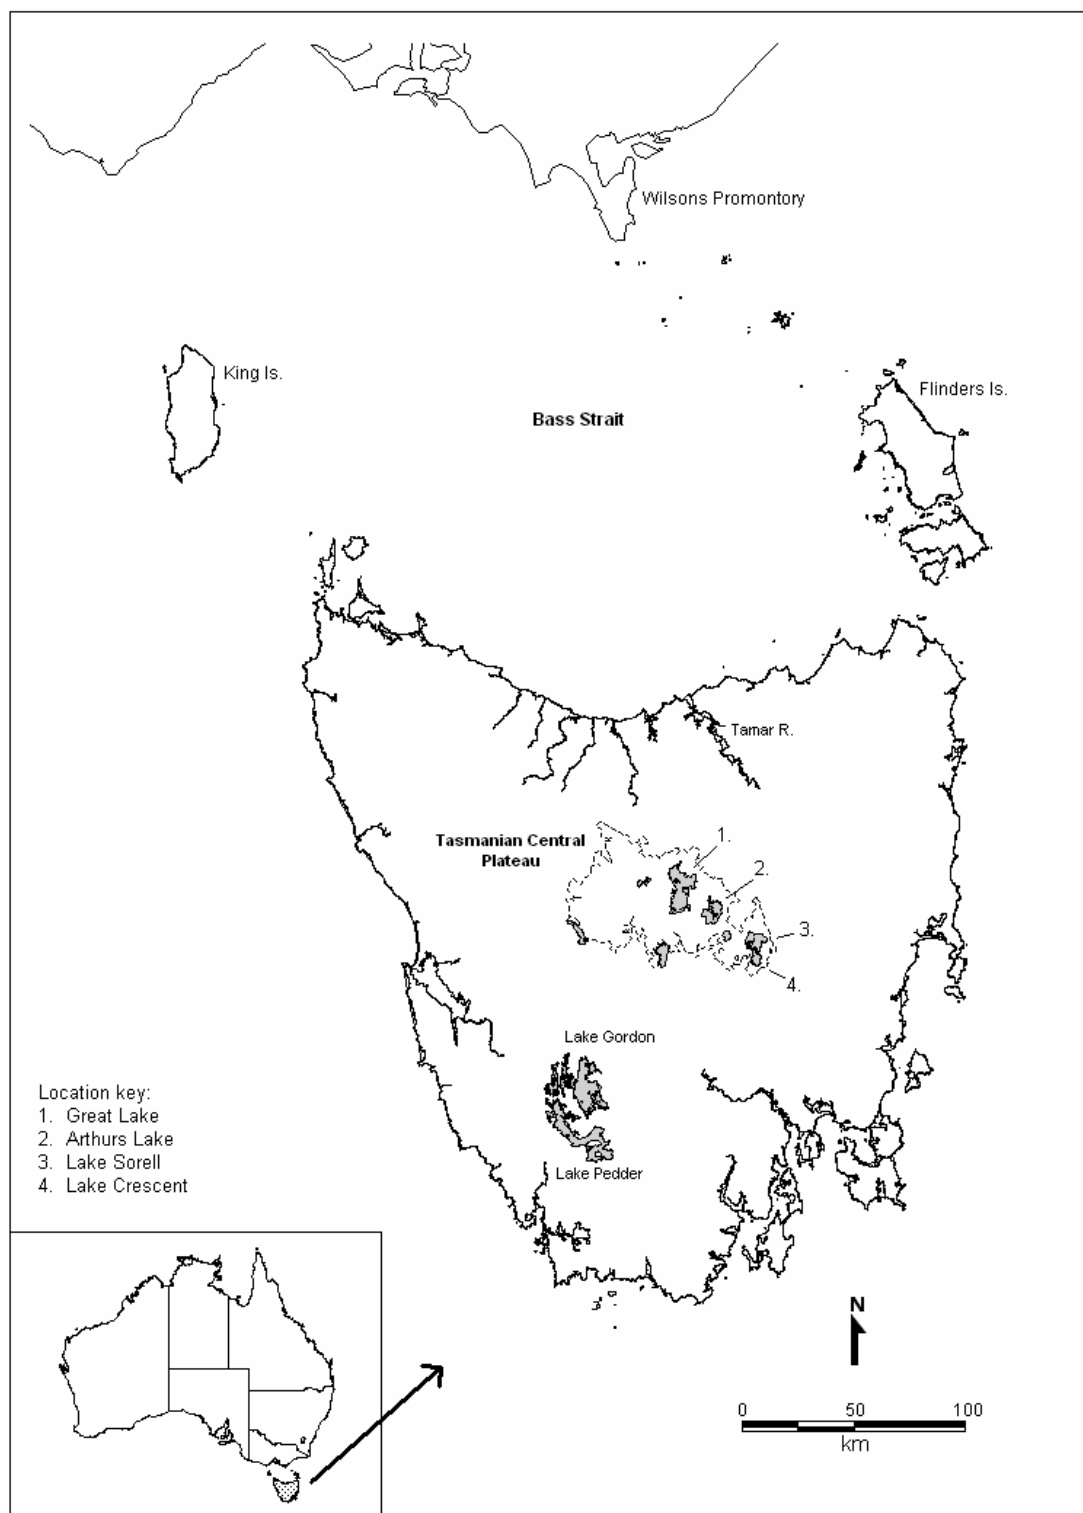 Wilsons Promontory
King Is.
Flinders Is.
Bass Strait
Tamar R.
Tasmanian Central
Plateau
1.
2.
3.
4.
Lake Gordon
Lake Pedder
Location key:
1. Great Lake
2. Arthurs Lake
3. Lake Sorell
4. Lake Crescent
N
0 50 100
km